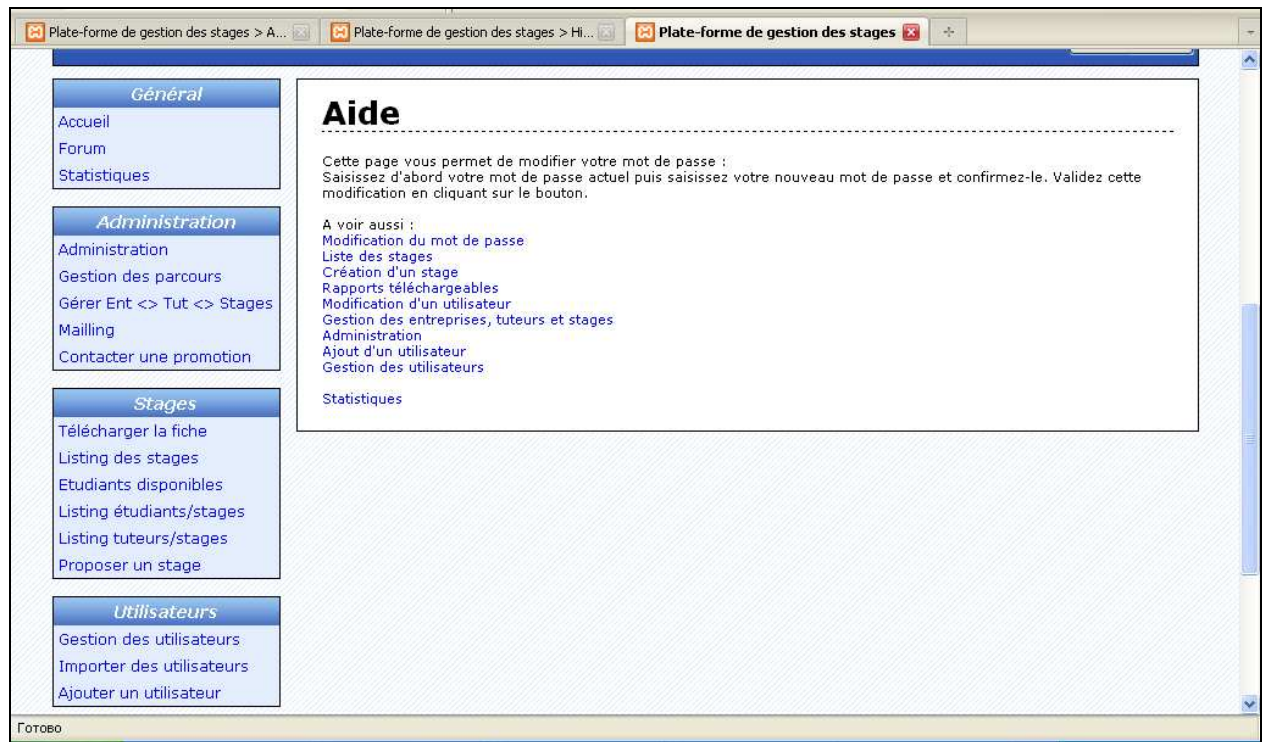 Plate-forme de gestion des stages > A...
Plate-forme de gestion des stages > Hi...
Plate-forme de gestion des stages
Général
Accueil
Forum
Statistiques
Administration
Administration
Gestion des parcours
Gérer Ent <> Tut <> Stages
Mailling
Contacter une promotion
Stages
Télécharger la fiche
Listing des stages
Etudiants disponibles
Listing étudiants/stages
Listing tuteurs/stages
Proposer un stage
Utilisateurs
Gestion des utilisateurs
Importer des utilisateurs
Ajouter un utilisateur
Aide
Cette page vous permet de modifier votre mot de passe :
Saisissez d'abord votre mot de passe actuel puis saisissez votre nouveau mot de passe et confirmez-le. Validez cette
modification en cliquant sur le bouton.
A voir aussi :
Modification du mot de passe
Liste des stages
Création d'un stage
Rapports téléchargeables
Modification d'un utilisateur
Gestion des entreprises, tuteurs et stages
Administration
Ajout d'un utilisateur
Gestion des utilisateurs
Statistiques
Готово